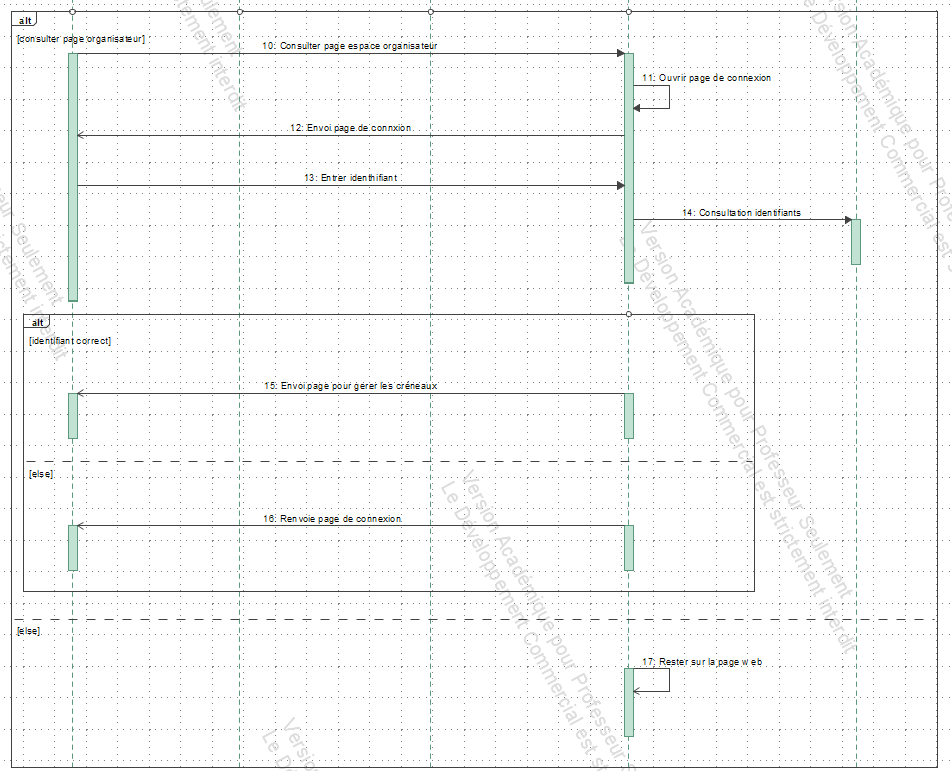 alt
[consulter page organisateur]
10: Consulter page espace organisateur
11: Ouvrir page de connexion
12: Envoi page de connxion
13: Entrer identhifiant
14: Consultation identifiants
alt
[identifiant correct]
15: Envoi page pour gerer les créneaux
[else]
16: Renvoie page de connexion
[else]
17: Rester sur la page web
Version Académique pour Professeur Seulement
Le Développement Commercial est strictement interdit